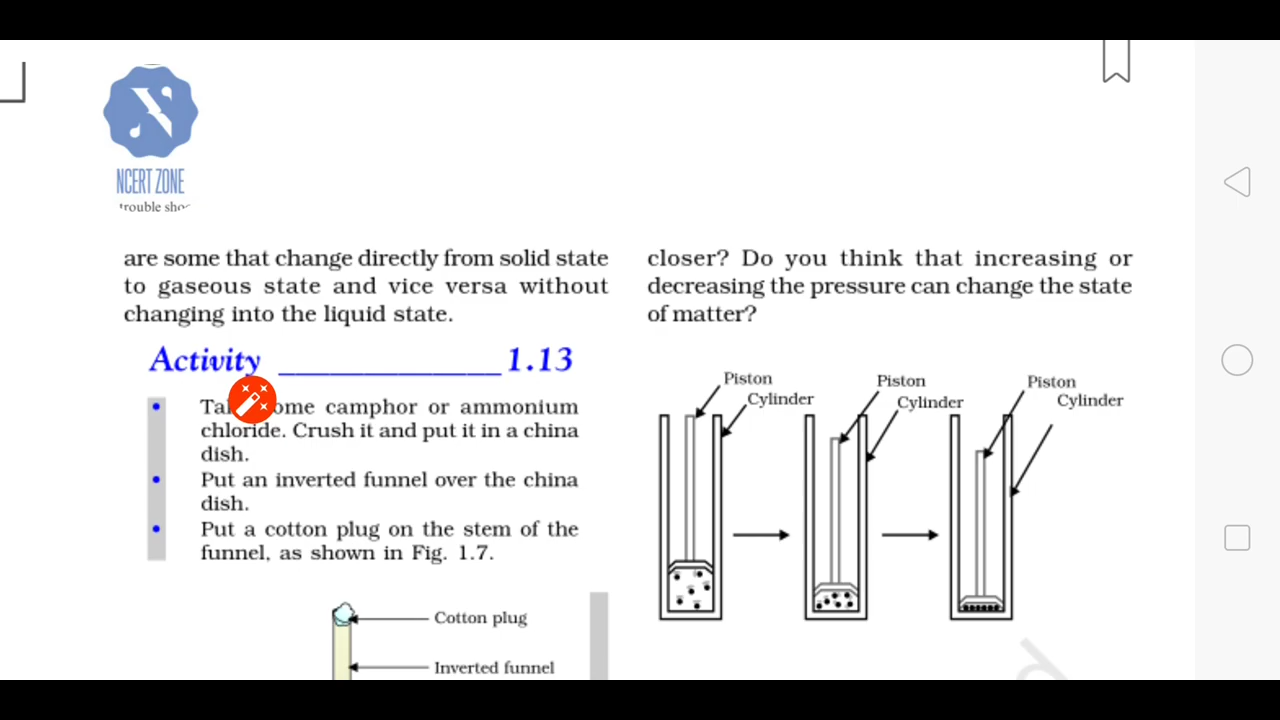 NCERT ZONE
are some that change directly from solid state
to gaseous state and vice versa without
changing into the liquid state.
Activity ______________ 1.13
• ome camphor or ammonium
chloride. Crush it and put it in a china
dish.
• Put an inverted funnel over the china
dish.
• Put a cotton plug on the stem of the
funnel, as shown in Fig. 1.7.
Cotton plug
Inverted funnel
closer? Do you think that increasing or
decreasing the pressure can change the state
of matter?
Piston
Cylinder
Piston
Cylinder
Piston
Cylinder